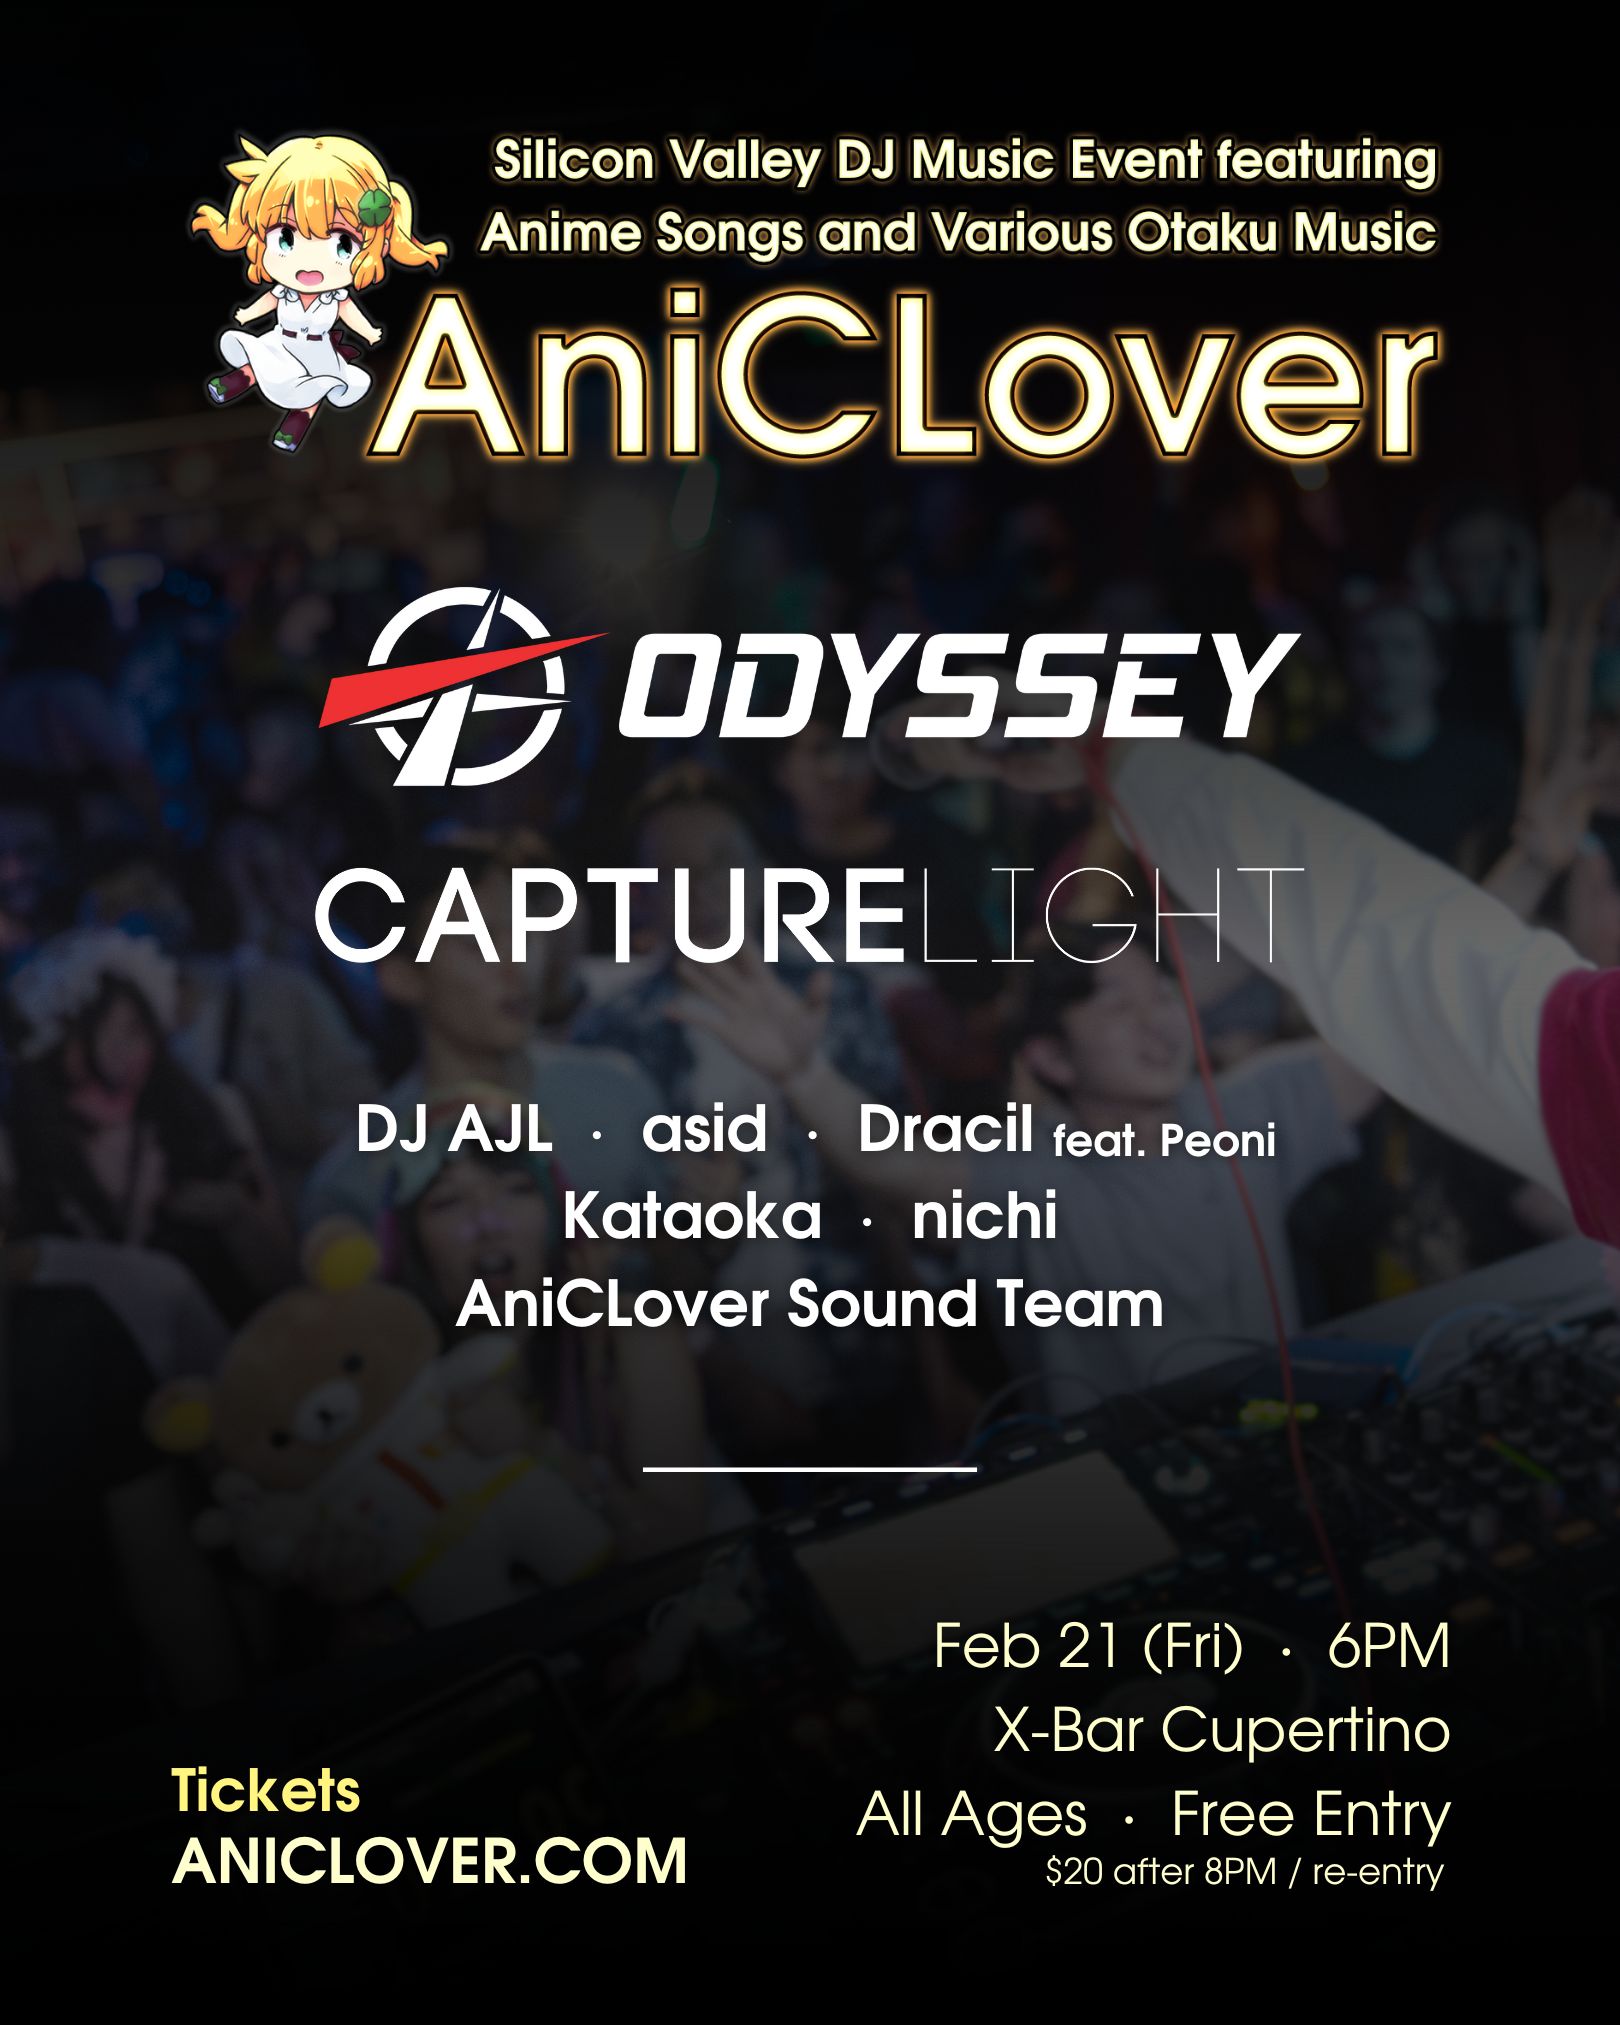 Silicon Valley DJ Music Event featuring
Anime Songs and Various Otaku Music
AniCLover
ODYSSEY
CAPTURELIGHT
DJ AJL · asid · Dracil feat. Peoni
Kataoka · nichi
AniCLover Sound Team
Feb 21 (Fri) · 6PM
X-Bar Cupertino
All Ages · Free Entry
$20 after 8PM / re-entry
Tickets
ANICLOVER.COM